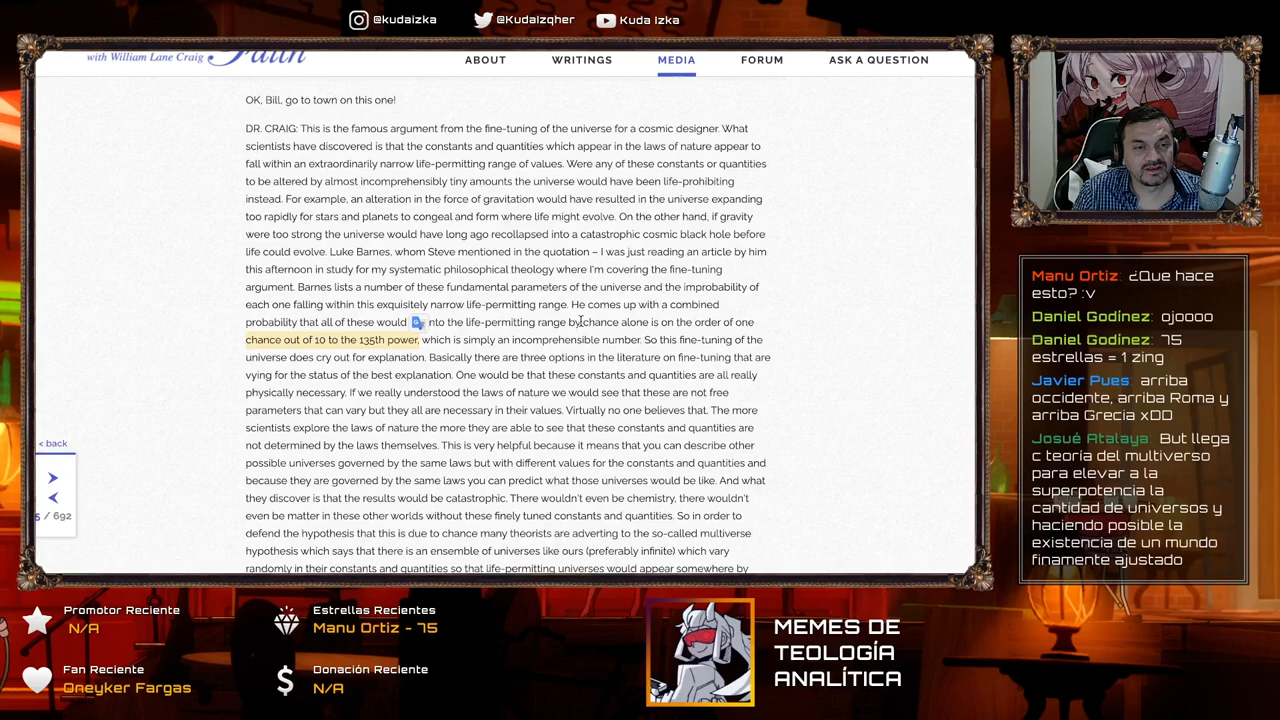 @kudaizka
@KudaIzqher
Kuda Izka
with William Lane Craig
Faith
ABOUT
WRITINGS
MEDIA
FORUM
ASK A QUESTION
OK, Bill, go to town on this one!
DR. CRAIG: This is the famous argument from the fine-tuning of the universe for a cosmic designer. What
scientists have discovered is that the constants and quantities which appear in the laws of nature appear to
fall within an extraordinarily narrow life-permitting range of values. Were any of these constants or quantities
to be altered by almost incomprehensibly tiny amounts the universe would have been life-prohibiting
instead. For example, an alteration in the force of gravitation would have resulted in the universe expanding
too rapidly for stars and planets to congeal and form where life might evolve. On the other hand, if gravity
were too strong the universe would have long ago recollapsed into a catastrophic cosmic black hole before
life could evolve. Luke Barnes, whom Steve mentioned in the quotation – I was just reading an article by him
this afternoon in study for my systematic philosophical theology where I'm covering the fine-tuning
argument. Barnes lists a number of these fundamental parameters of the universe and the improbability of
each one falling within this exquisitely narrow life-permitting range. He comes up with a combined
probability that all of these would nto the life-permitting range by chance alone is on the order of one
chance out of 10 to the 135th power, which is simply an incomprehensible number. So this fine-tuning of the
universe does cry out for explanation. Basically there are three options in the literature on fine-tuning that are
vying for the status of the best explanation. One would be that these constants and quantities are all really
physically necessary. If we really understood the laws of nature we would see that these are not free
parameters that can vary but they all are necessary in their values. Virtually no one believes that. The more
scientists explore the laws of nature the more they are able to see that these constants and quantities are
not determined by the laws themselves. This is very helpful because it means that you can describe other
possible universes governed by the same laws but with different values for the constants and quantities and
because they are governed by the same laws you can predict what those universes would be like. And what
they discover is that the results would be catastrophic. There wouldn't even be chemistry, there wouldn't
even be matter in these other worlds without these finely tuned constants and quantities. So in order to
defend the hypothesis that this is due to chance many theorists are adverting to the so-called multiverse
hypothesis which says that there is an ensemble of universes like ours (preferably infinite) which vary
randomly in their constants and quantities so that life-permitting universes would appear somewhere by
< back
5 / 692
Manu Ortiz: ¿Que hace
esto? :v
Daniel Godínez: ojoooo
Daniel Godínez: 75
estrellas = 1 zing
Javier Pues: arriba
occidente, arriba Roma y
arriba Grecia xDD
Josué Atalaya: But llega
c teoría del multiverso
para elevar a la
superpotencia la
cantidad de universos y
haciendo posible la
existencia de un mundo
finamente ajustado
Promotor Reciente
N/A
Estrellas Recientes
Manu Ortiz - 75
Fan Reciente
Oneyker Fargas
Donación Reciente
N/A
MEMES DE
TEOLOGÍA
ANALÍTICA